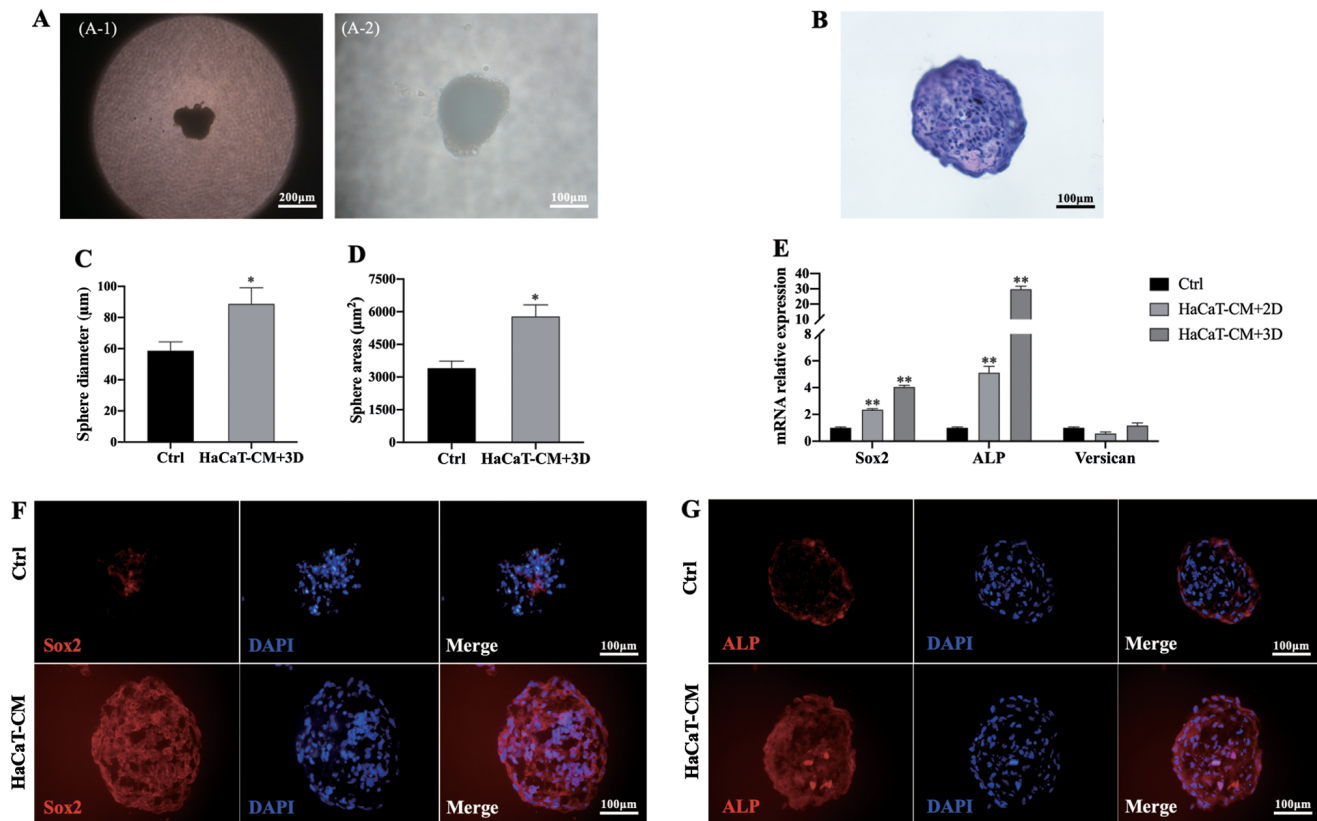 A
(A-1)
200μm
(A-2)
100μm
B
100μm
C
Sphere diameter (μm)
100
80
60
40
20
0
*
Ctrl
HaCaT-CM+3D
D
Sphere areas (μm²)
7500
6000
4500
3000
1500
0
*
Ctrl
HaCaT-CM+3D
E
mRNA relative expression
40
30
20
10
8
6
4
2
0
**
**
**
**
Sox2
ALP
Versican
Ctrl
HaCaT-CM+2D
HaCaT-CM+3D
F
Ctrl
Sox2
DAPI
Merge
100μm
HaCaT-CM
Sox2
DAPI
Merge
100μm
G
Ctrl
ALP
DAPI
Merge
100μm
HaCaT-CM
ALP
DAPI
Merge
100μm